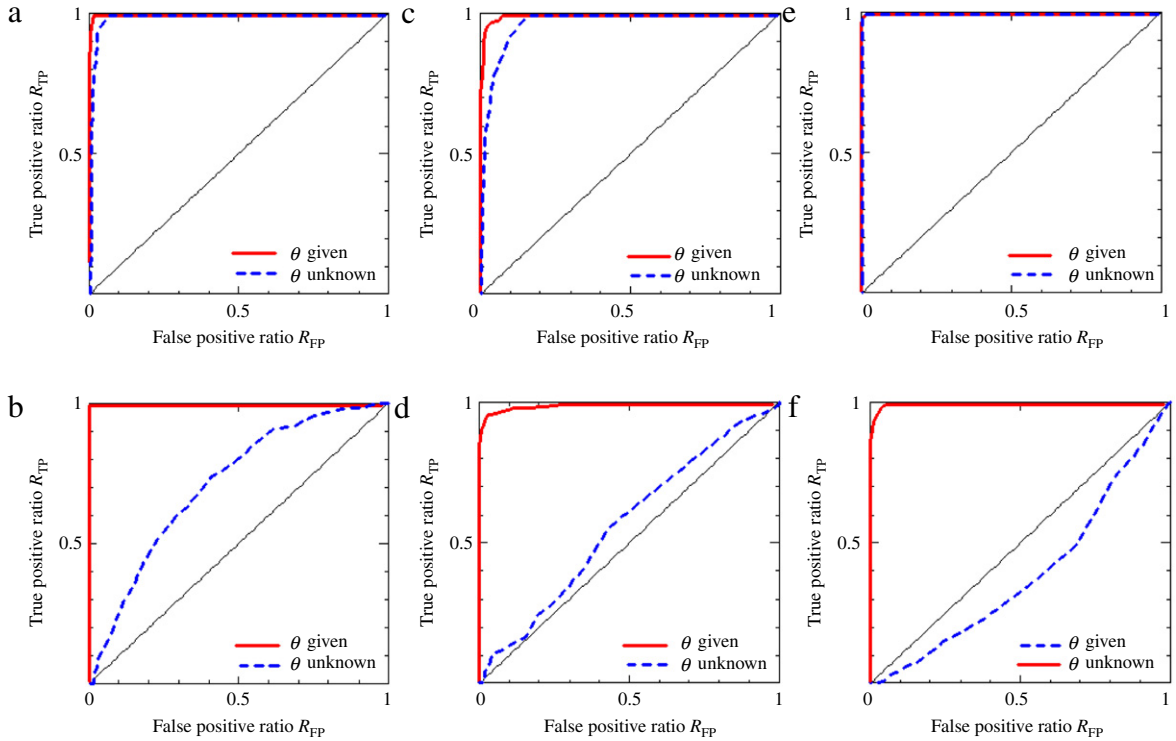 a
1
0.5
True positive ratio RTP
θ given
θ unknown
0
0.5
1
False positive ratio RFP
c
1
0.5
True positive ratio RTP
θ given
θ unknown
0
0.5
1
False positive ratio RFP
e
1
0.5
True positive ratio RTP
θ given
θ unknown
0
0.5
1
False positive ratio RFP
b
1
0.5
True positive ratio RTP
θ given
θ unknown
0
0.5
1
False positive ratio RFP
d
1
0.5
True positive ratio RTP
θ given
θ unknown
0
0.5
1
False positive ratio RFP
f
1
0.5
True positive ratio RTP
θ given
θ unknown
0
0.5
1
False positive ratio RFP